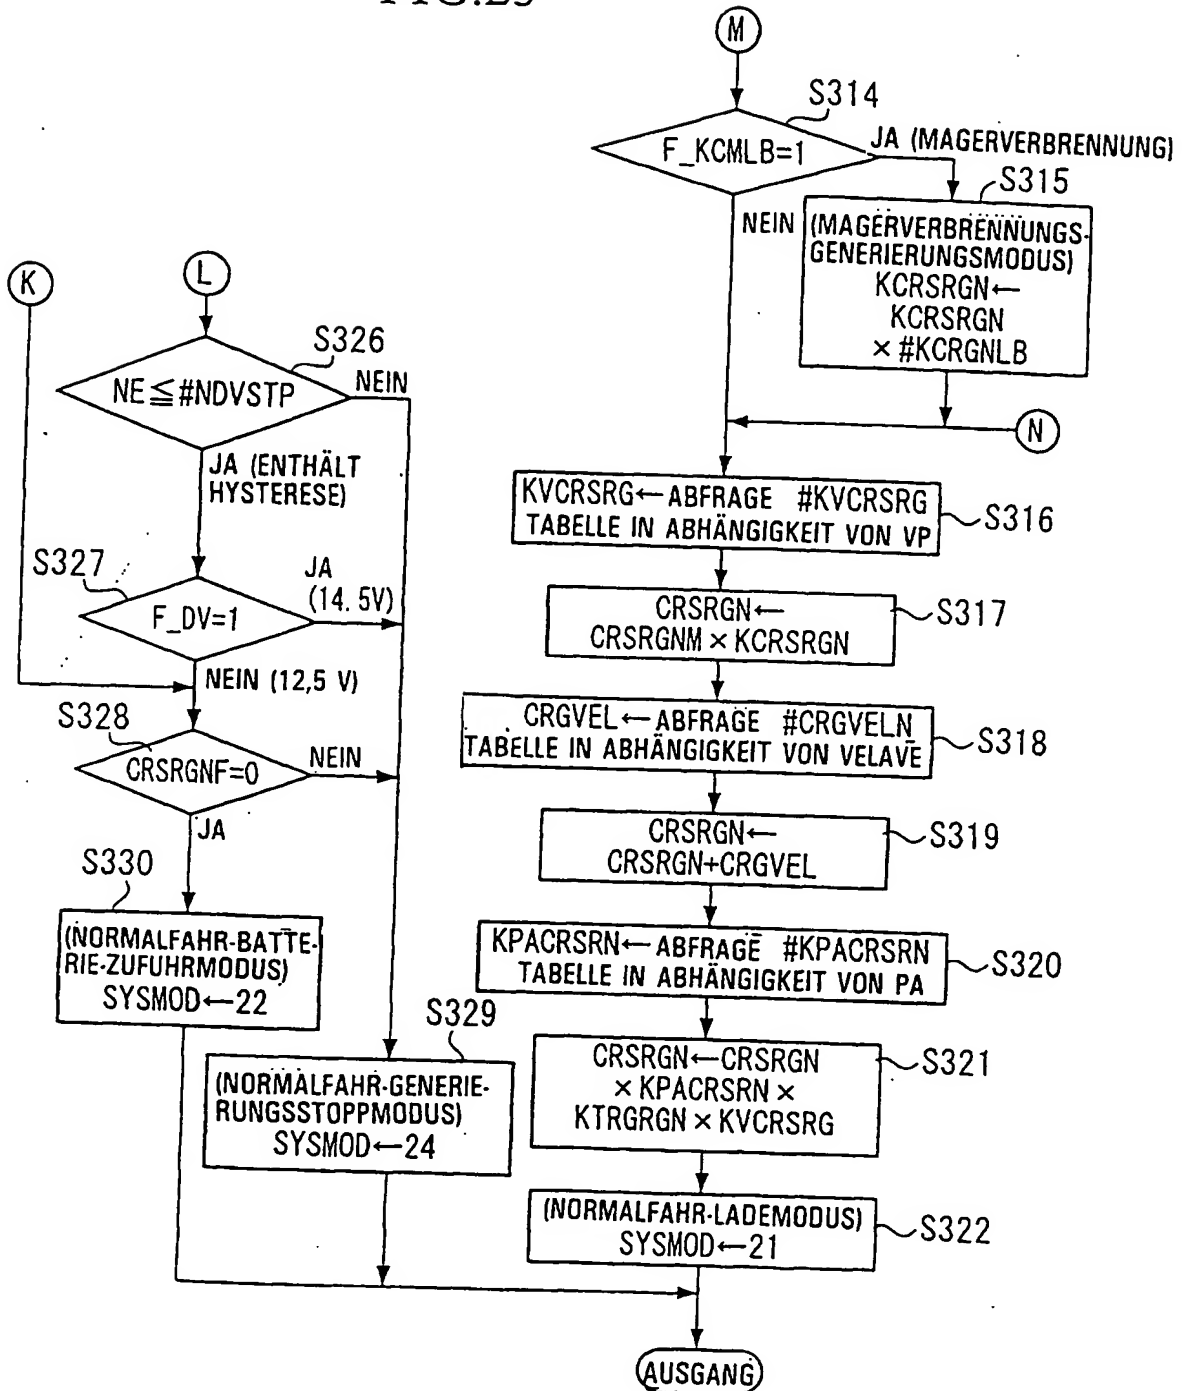 FIG.25
M
S314
F_KCMLB=1
JA (MAGERVERBRENNUNG)
S315
NEIN
(MAGERVERBRENNUNGS-
GENERIERUNGSMODUS)
KCRSRGN←
KCRSRGN
× #KCRGNLB
N
K
L
S326
NE≦#NDVSTP
NEIN
JA (ENTHÄLT
HYSTERESE)
S327
F_DV=1
JA
(14. 5V)
NEIN (12,5 V)
S328
CRSRGNF=0
NEIN
JA
S330
(NORMALFAHR-BATTE-
RIE-ZUFUHRMODUS)
SYSMOD←22
S329
(NORMALFAHR-GENERIE-
RUNGSSTOPPMODUS)
SYSMOD←24
KVCRSRG←ABFRAGE #KVCRSRG
TABELLE IN ABHÄNGIGKEIT VON VP
S316
CRSRGN←
CRSRGNM × KCRSRGN
S317
CRGVEL←ABFRAGE #CRGVELN
TABELLE IN ABHÄNGIGKEIT VON VELAVE
S318
CRSRGN←
CRSRGN+CRGVEL
S319
KPACRSRN←ABFRAGE #KPACRSRN
TABELLE IN ABHÄNGIGKEIT VON PA
S320
CRSRGN←CRSRGN
× KPACRSRN ×
KTRGRGN × KVCRSRG
S321
(NORMALFAHR-LADEMODUS)
SYSMOD←21
S322
AUSGANG